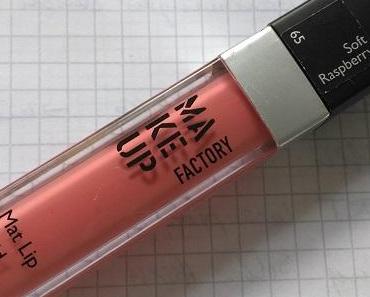 65
Soft
Raspberry
MA
KE
UP
FACTORY
Mat Lip